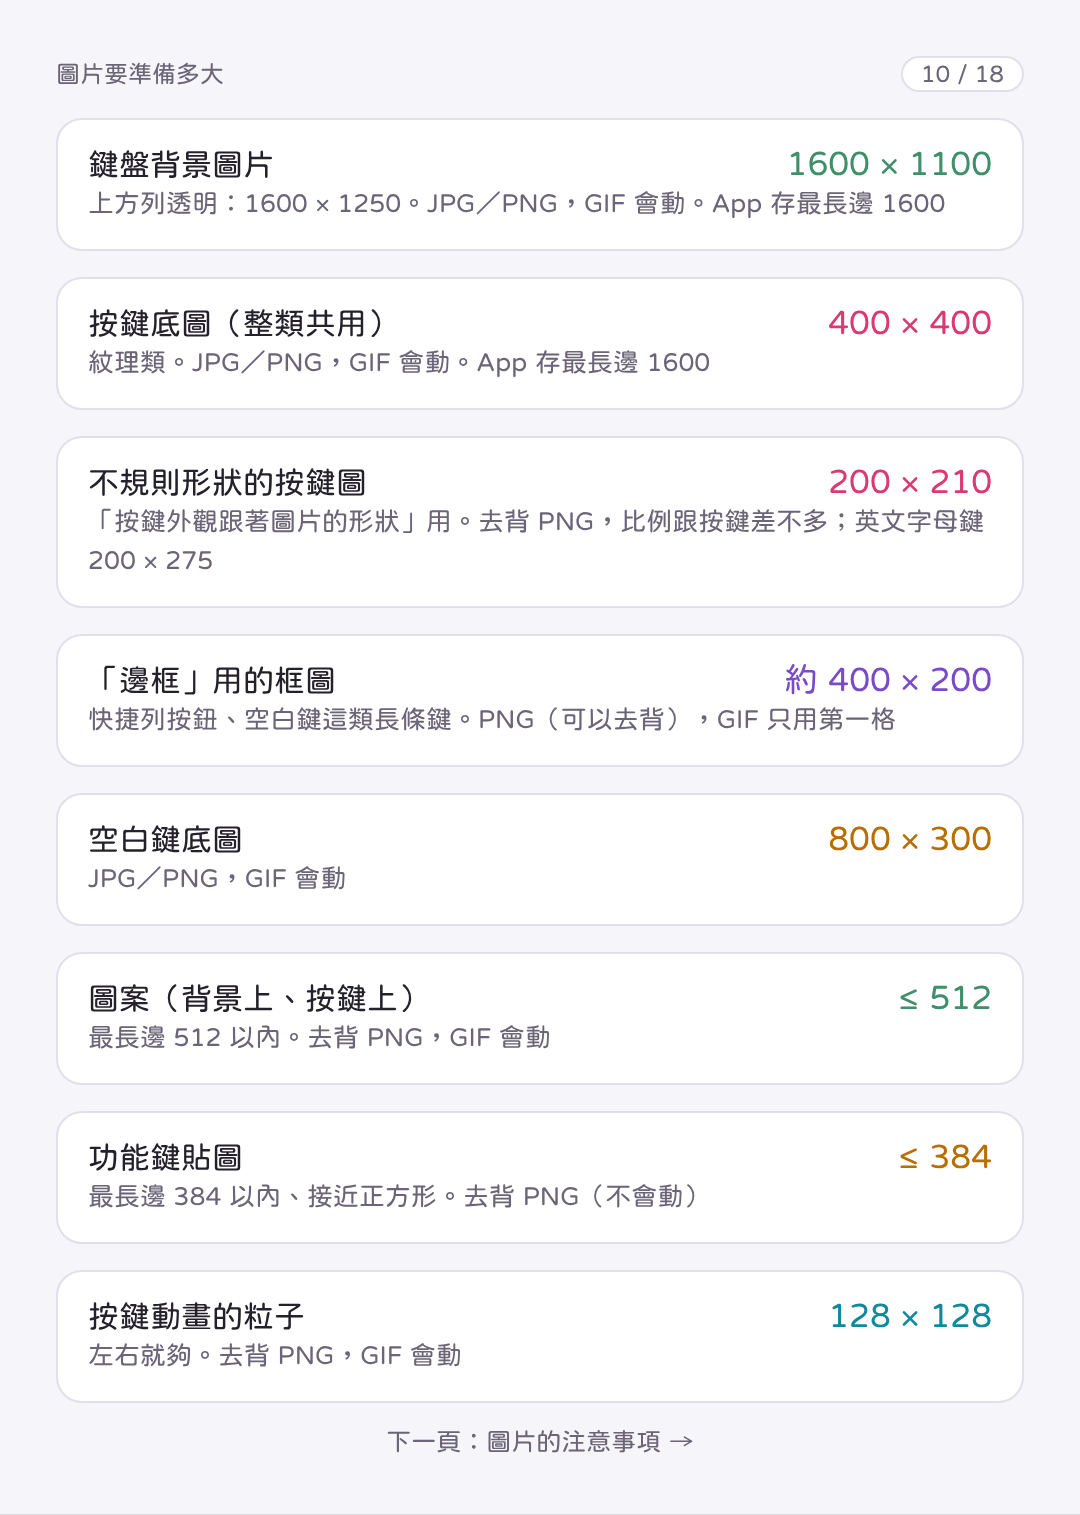 圖片要準備多大
10 / 18
鍵盤背景圖片
1600 × 1100
上方列透明：1600 × 1250。JPG／PNG，GIF 會動。App 存最長邊 1600
按鍵底圖（整類共用）
400 × 400
紋理類。JPG／PNG，GIF 會動。App 存最長邊 1600
不規則形狀的按鍵圖
200 × 210
「按鍵外觀跟著圖片的形狀」用。去背 PNG，比例跟按鍵差不多；英文字母鍵
200 × 275
「邊框」用的框圖
約 400 × 200
快捷列按鈕、空白鍵這類長條鍵。PNG（可以去背），GIF 只用第一格
空白鍵底圖
800 × 300
JPG／PNG，GIF 會動
圖案（背景上、按鍵上）
≤ 512
最長邊 512 以內。去背 PNG，GIF 會動
功能鍵貼圖
≤ 384
最長邊 384 以內、接近正方形。去背 PNG（不會動）
按鍵動畫的粒子
128 × 128
左右就夠。去背 PNG，GIF 會動
下一頁：圖片的注意事項 →